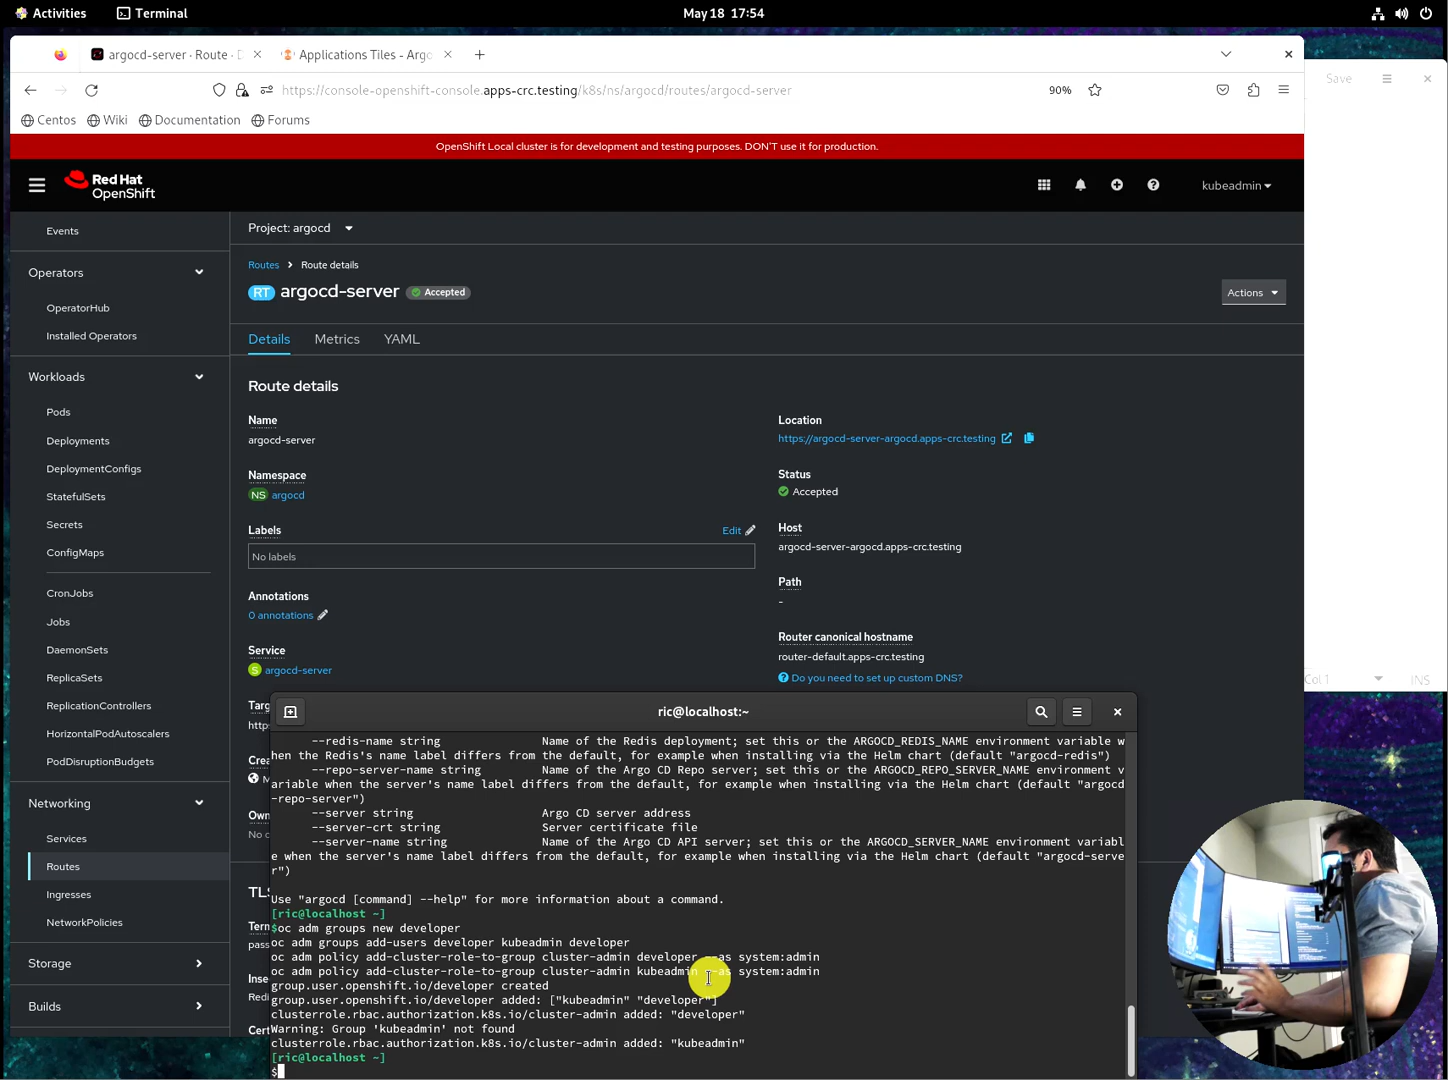 Activities
Terminal
May 18 17:54
argocd-server · Route ·
Applications Tiles - Argo
Save
https://console-openshift-console.apps-crc.testing/k8s/ns/argocd/routes/argocd-server
90%
Centos
Wiki
Documentation
Forums
OpenShift Local cluster is for development and testing purposes. DON'T use it for production.
Red Hat
OpenShift
kubeadmin
Events
Operators
OperatorHub
Installed Operators
Workloads
Pods
Deployments
DeploymentConfigs
StatefulSets
Secrets
ConfigMaps
CronJobs
Jobs
DaemonSets
ReplicaSets
ReplicationControllers
HorizontalPodAutoscalers
PodDisruptionBudgets
Networking
Services
Routes
Ingresses
NetworkPolicies
Storage
Builds
Project: argocd
Routes > Route details
RT argocd-server Accepted
Actions
Details Metrics YAML
Route details
Name
argocd-server
Namespace
NS argocd
Labels
Edit
No labels
Annotations
0 annotations
Service
S argocd-server
Location
https://argocd-server-argocd.apps-crc.testing
Status
Accepted
Host
argocd-server-argocd.apps-crc.testing
Path
-
Router canonical hostname
router-default.apps-crc.testing
Do you need to set up custom DNS?
Col 1
INS
ric@localhost:~
--redis-name string Name of the Redis deployment; set this or the ARGOCD_REDIS_NAME environment variable w
hen the Redis's name label differs from the default, for example when installing via the Helm chart (default "argocd-redis")
--repo-server-name string Name of the Argo CD Repo server; set this or the ARGOCD_REPO_SERVER_NAME environment v
ariable when the server's name label differs from the default, for example when installing via the Helm chart (default "argocd
-repo-server")
--server string Argo CD server address
--server-crt string Server certificate file
--server-name string Name of the Argo CD API server; set this or the ARGOCD_SERVER_NAME environment variabl
e when the server's name label differs from the default, for example when installing via the Helm chart (default "argocd-serve
r")
Use "argocd [command] --help" for more information about a command.
[ric@localhost ~]
$oc adm groups new developer
oc adm groups add-users developer kubeadmin developer
oc adm policy add-cluster-role-to-group cluster-admin developer --as system:admin
oc adm policy add-cluster-role-to-group cluster-admin kubeadmin --as system:admin
group.user.openshift.io/developer created
group.user.openshift.io/developer added: ["kubeadmin" "developer"]
clusterrole.rbac.authorization.k8s.io/cluster-admin added: "developer"
Warning: Group 'kubeadmin' not found
clusterrole.rbac.authorization.k8s.io/cluster-admin added: "kubeadmin"
[ric@localhost ~]
$